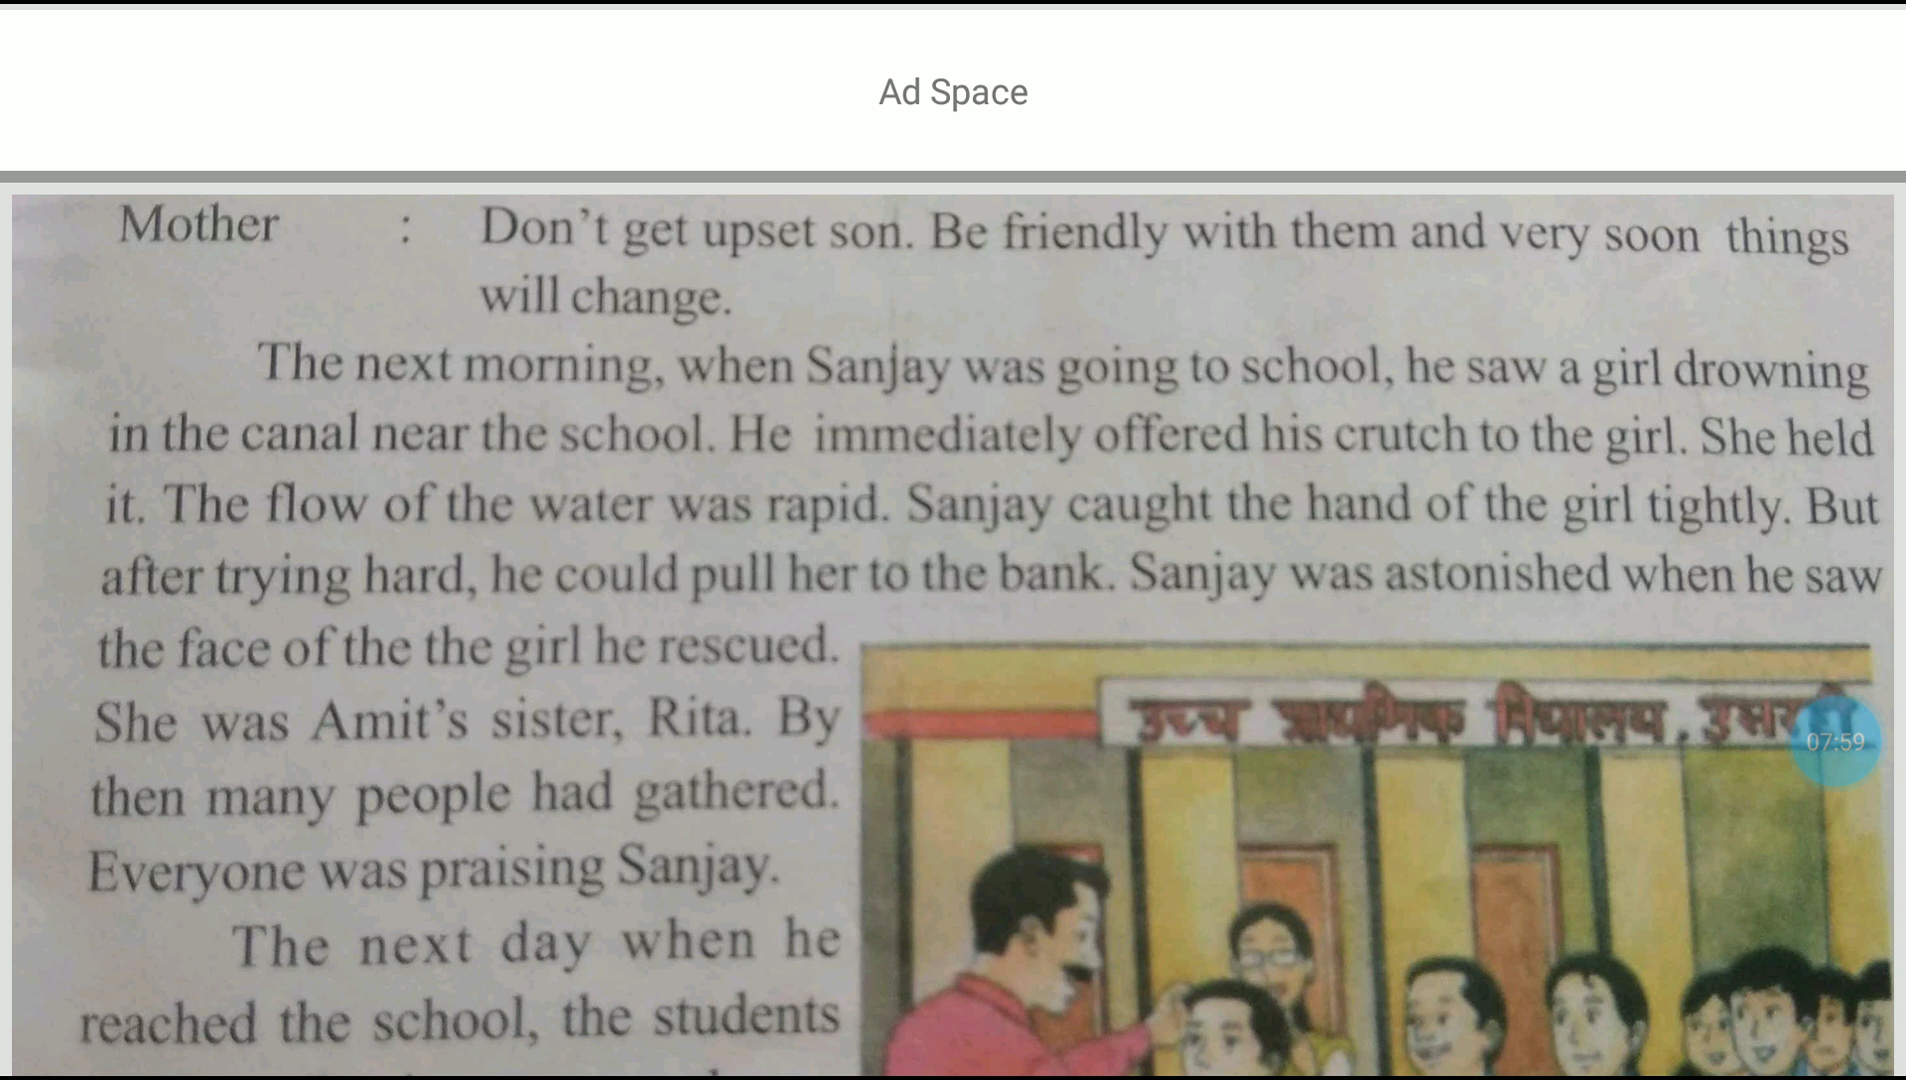 Ad Space
Mother : Don't get upset son. Be friendly with them and very soon things
will change.
The next morning, when Sanjay was going to school, he saw a girl drowning
in the canal near the school. He immediately offered his crutch to the girl. She held
it. The flow of the water was rapid. Sanjay caught the hand of the girl tightly. But
after trying hard, he could pull her to the bank. Sanjay was astonished when he saw
the face of the the girl he rescued.
She was Amit's sister, Rita. By
then many people had gathered.
Everyone was praising Sanjay.
The next day when he
reached the school, the students
उच्च
07:59